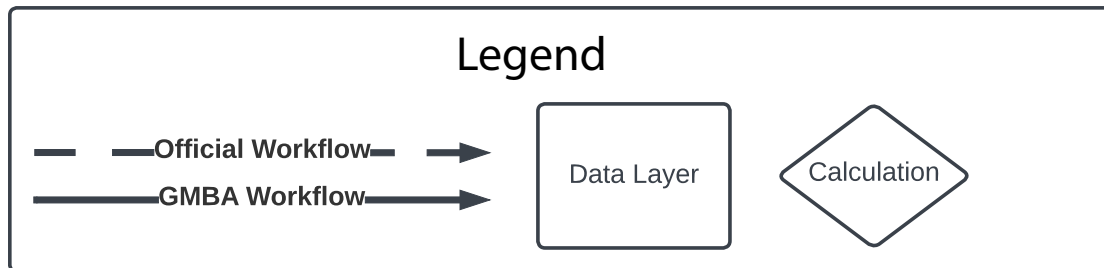 Legend
Official Workflow
GMBA Workflow
Data Layer
Calculation